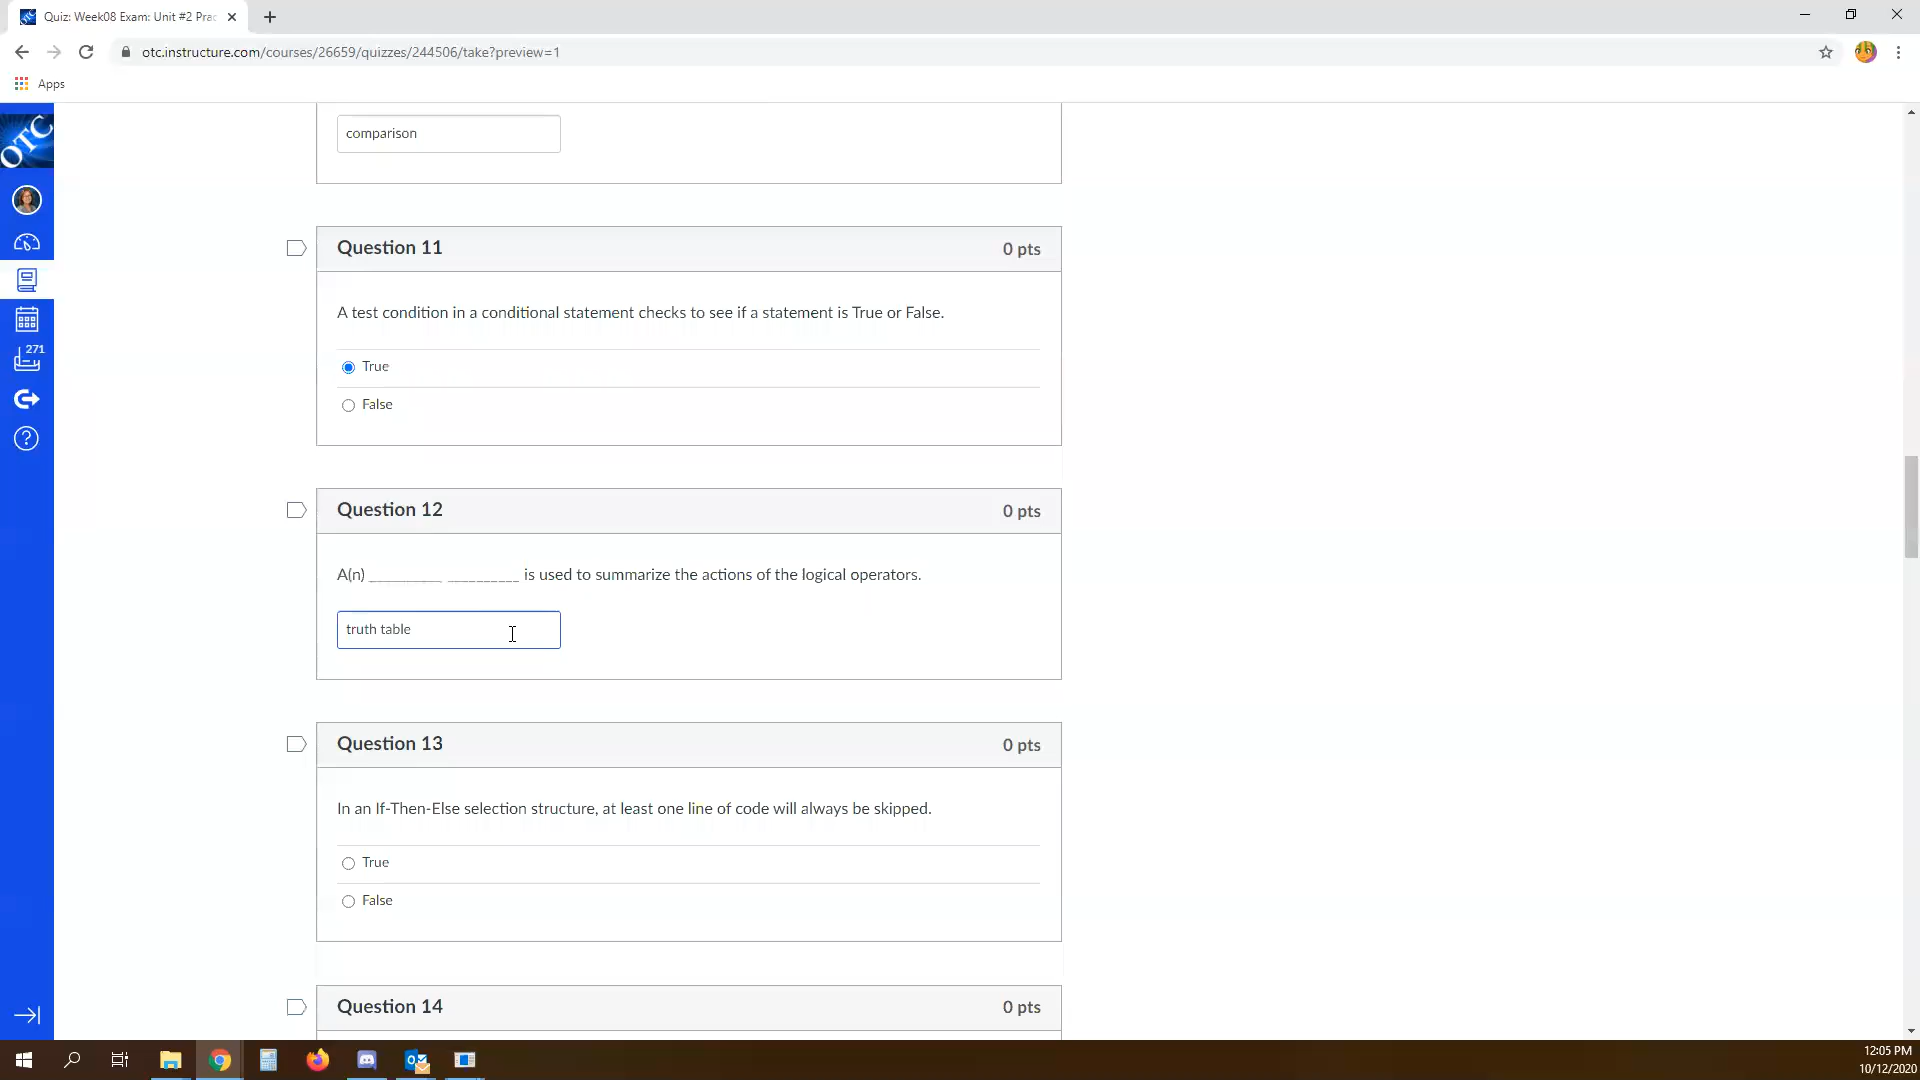 Quiz: Week08 Exam: Unit #2 Prac
otc.instructure.com/courses/26659/quizzes/244506/take?preview=1
Apps
OTC
271
comparison
Question 11
0 pts
A test condition in a conditional statement checks to see if a statement is True or False.
True
False
Question 12
0 pts
A(n) __________ __________ is used to summarize the actions of the logical operators.
truth table
Question 13
0 pts
In an If-Then-Else selection structure, at least one line of code will always be skipped.
True
False
Question 14
0 pts
12:05 PM
10/12/2020